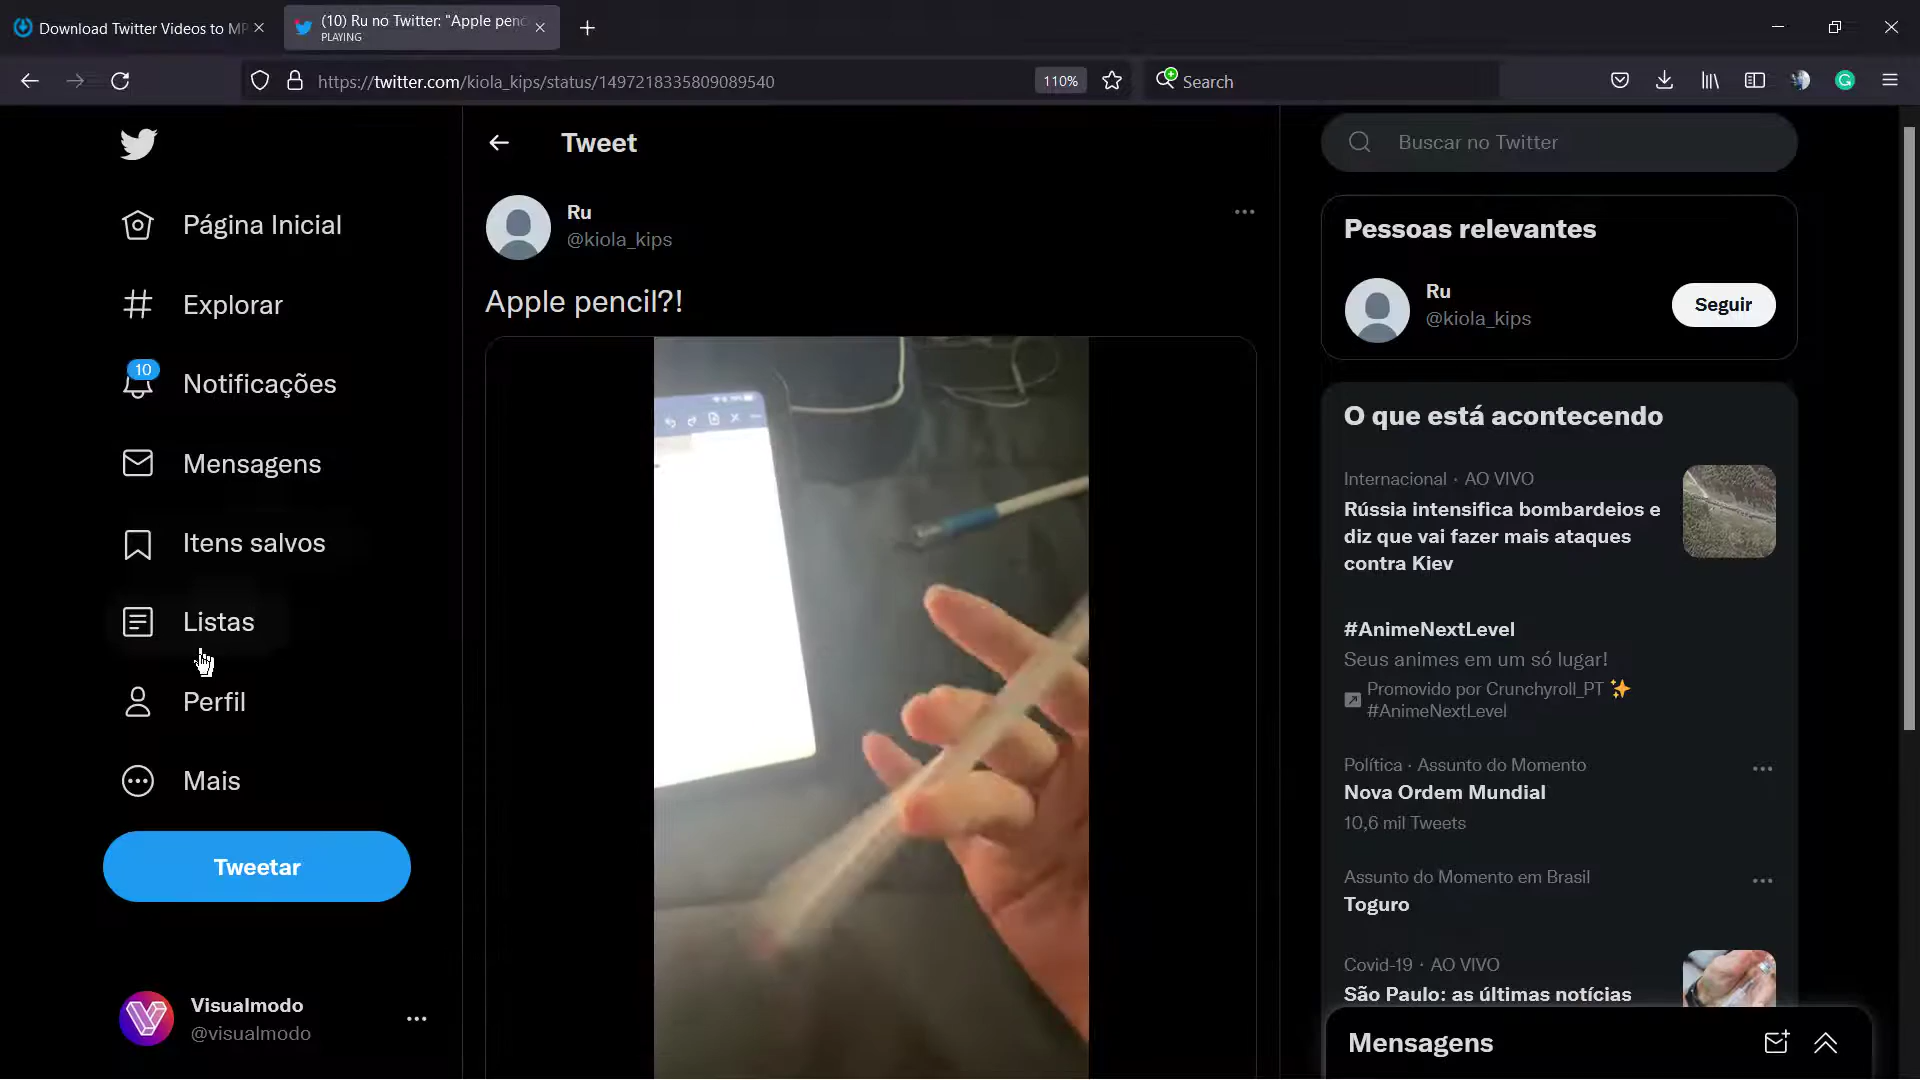 Download Twitter Videos to MP
(10) Ru no Twitter: "Apple penc
PLAYING
https://twitter.com/kiola_kips/status/1497218335809089540
110%
Search
Tweet
Buscar no Twitter
Página Inicial
Explorar
10
Notificações
Mensagens
Itens salvos
Listas
Perfil
Mais
Tweetar
Visualmodo
@visualmodo
Ru
@kiola_kips
Apple pencil?!
Pessoas relevantes
Ru
@kiola_kips
Seguir
O que está acontecendo
Internacional · AO VIVO
Rússia intensifica bombardeios e
diz que vai fazer mais ataques
contra Kiev
#AnimeNextLevel
Seus animes em um só lugar!
Promovido por Crunchyroll_PT ✨
#AnimeNextLevel
Política · Assunto do Momento
Nova Ordem Mundial
10,6 mil Tweets
Assunto do Momento em Brasil
Toguro
Covid-19 · AO VIVO
São Paulo: as últimas notícias
Mensagens